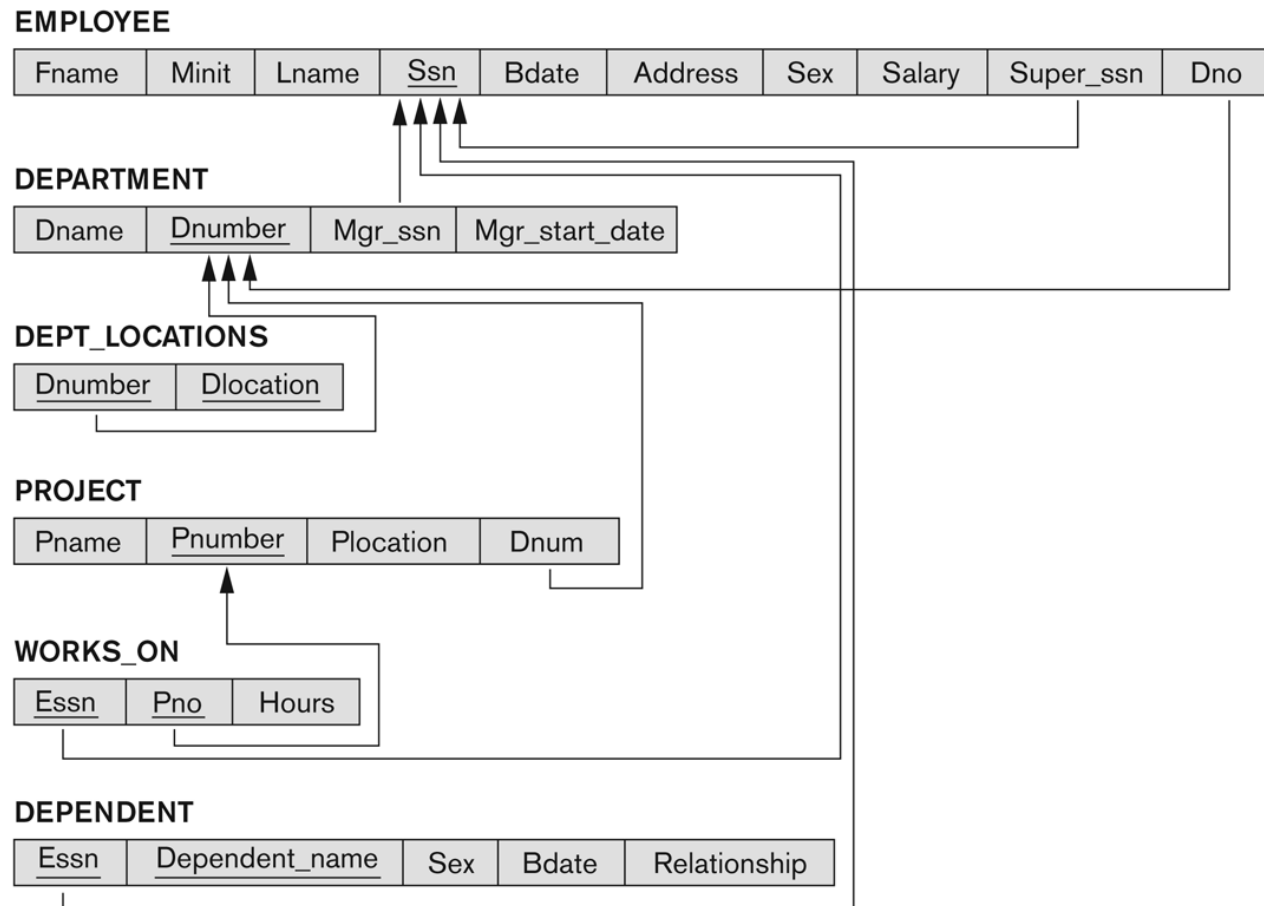 EMPLOYEE
Fname Minit Lname Ssn Bdate Address Sex Salary Super_ssn Dno
DEPARTMENT
Dname Dnumber Mgr_ssn Mgr_start_date
DEPT_LOCATIONS
Dnumber Dlocation
PROJECT
Pname Pnumber Plocation Dnum
WORKS_ON
Essn Pno Hours
DEPENDENT
Essn Dependent_name Sex Bdate Relationship